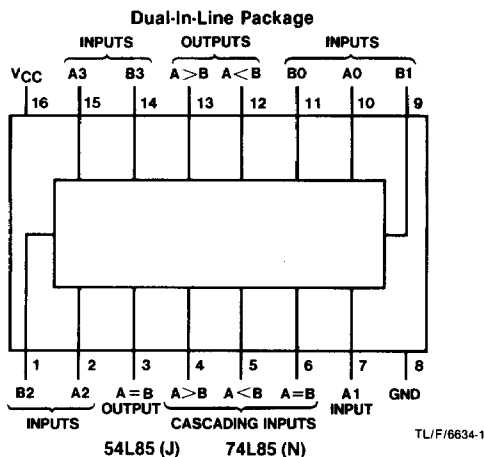 Dual-In-Line Package
INPUTS OUTPUTS INPUTS
VCC A3 B3 A>B A<B B0 A0 B1
16 15 14 13 12 11 10 9
1 2 3 4 5 6 7 8
B2 A2 A=B A>B A<B A=B A1 GND
INPUTS OUTPUT CASCADING INPUTS INPUT
TL/F/6634-1
54L85 (J) 74L85 (N)